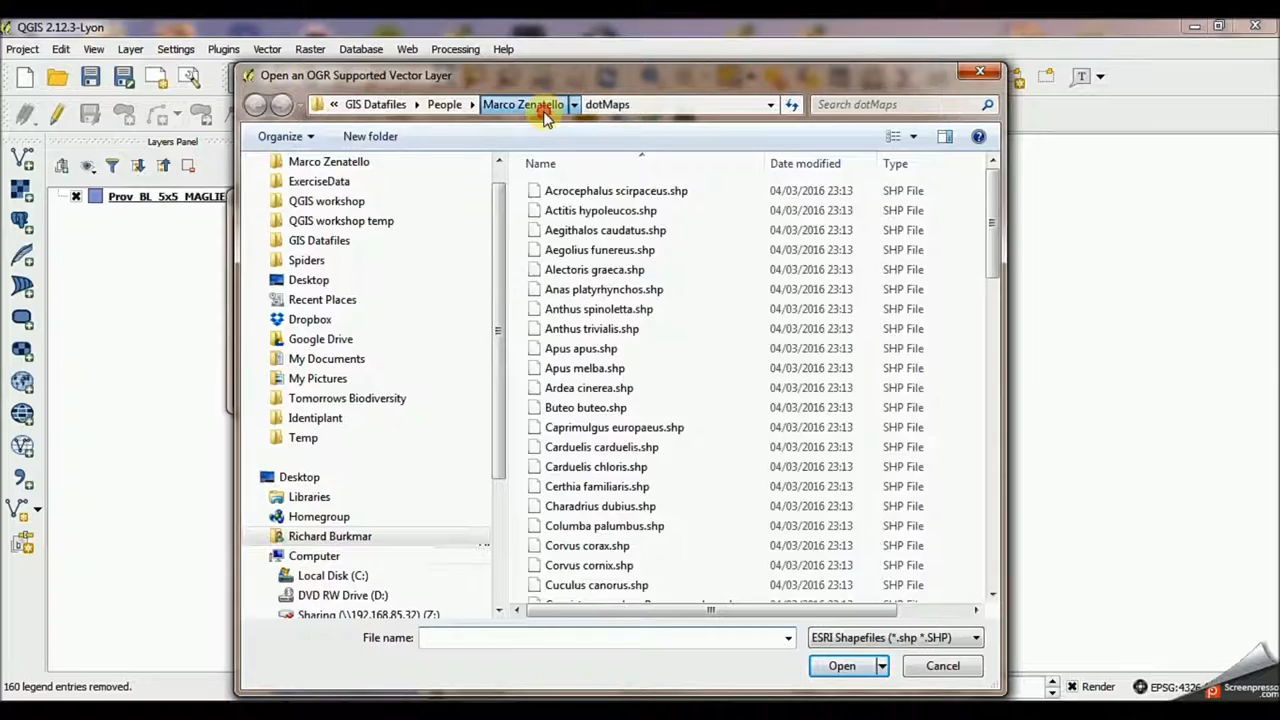 QGIS 2.12.3-Lyon
Project Edit View Layer Settings Plugins Vector Raster Database Web Processing Help
Open an OGR Supported Vector Layer
GIS Datafiles People Marco Zenatello dotMaps Search dotMaps
Organize New folder
Layers Panel
Prov_BL_5x5_MAGLIE
Marco Zenatello
ExerciseData
QGIS workshop
QGIS workshop temp
GIS Datafiles
Spiders
Desktop
Recent Places
Dropbox
Google Drive
My Documents
My Pictures
Tomorrows Biodiversity
Identiplant
Temp
Desktop
Libraries
Homegroup
Richard Burkmar
Computer
Local Disk (C:)
DVD RW Drive (D:)
Sharing (\\192.168.85.32) (Z:)
Name Date modified Type
Acrocephalus scirpaceus.shp 04/03/2016 23:13 SHP File
Actitis hypoleucos.shp 04/03/2016 23:13 SHP File
Aegithalos caudatus.shp 04/03/2016 23:13 SHP File
Aegolius funereus.shp 04/03/2016 23:13 SHP File
Alectoris graeca.shp 04/03/2016 23:13 SHP File
Anas platyrhynchos.shp 04/03/2016 23:13 SHP File
Anthus spinoletta.shp 04/03/2016 23:13 SHP File
Anthus trivialis.shp 04/03/2016 23:13 SHP File
Apus apus.shp 04/03/2016 23:13 SHP File
Apus melba.shp 04/03/2016 23:13 SHP File
Ardea cinerea.shp 04/03/2016 23:13 SHP File
Buteo buteo.shp 04/03/2016 23:13 SHP File
Caprimulgus europaeus.shp 04/03/2016 23:13 SHP File
Carduelis carduelis.shp 04/03/2016 23:13 SHP File
Carduelis chloris.shp 04/03/2016 23:13 SHP File
Certhia familiaris.shp 04/03/2016 23:13 SHP File
Charadrius dubius.shp 04/03/2016 23:13 SHP File
Columba palumbus.shp 04/03/2016 23:13 SHP File
Corvus corax.shp 04/03/2016 23:13 SHP File
Corvus cornix.shp 04/03/2016 23:13 SHP File
Cuculus canorus.shp 04/03/2016 23:13 SHP File
File name: ESRI Shapefiles (*.shp *.SHP)
Open Cancel
160 legend entries removed. Render EPSG:4326
Screenpresso.com